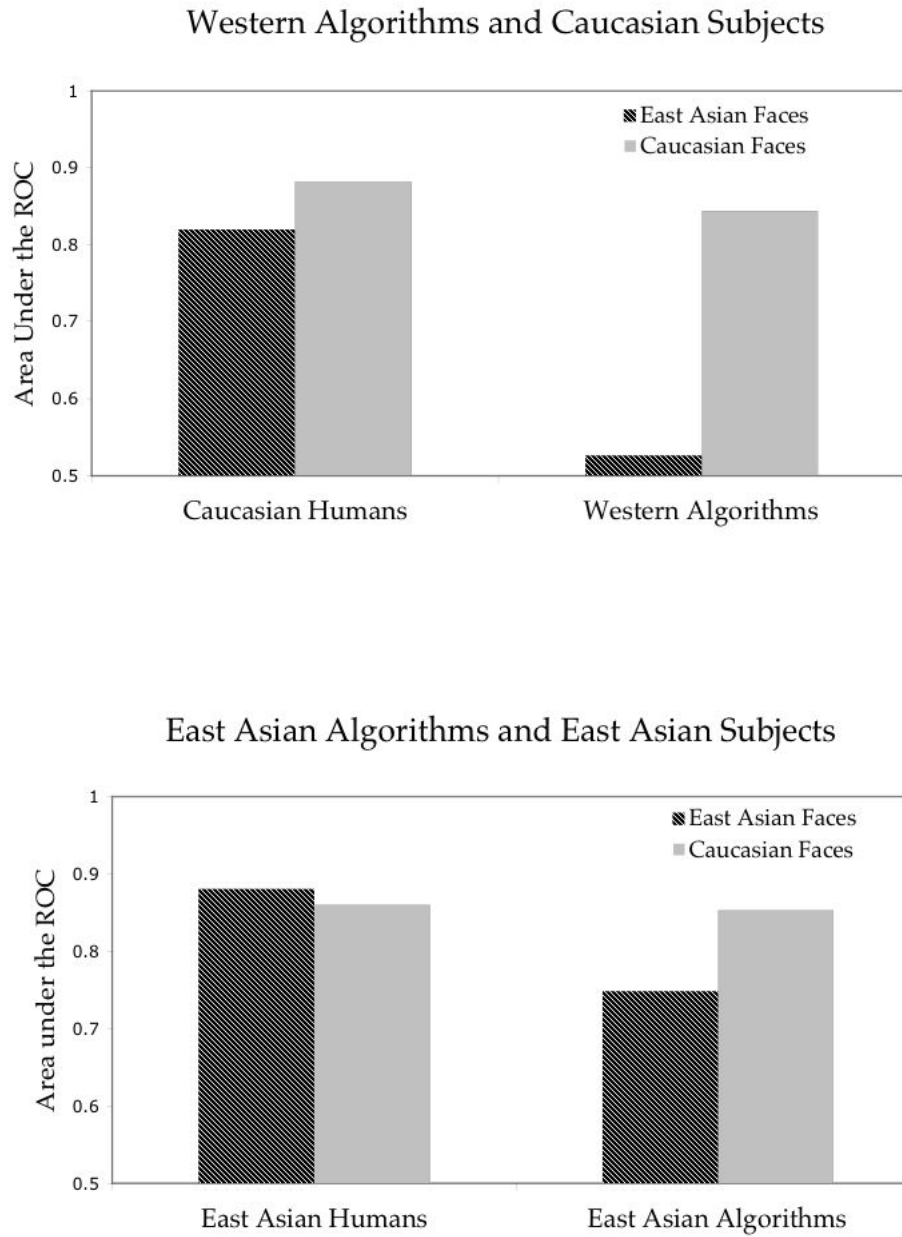 Western Algorithms and Caucasian Subjects
1
East Asian Faces
Caucasian Faces
0.9
0.8
0.7
0.6
0.5
Area Under the ROC
Caucasian Humans
Western Algorithms
East Asian Algorithms and East Asian Subjects
1
East Asian Faces
Caucasian Faces
0.9
0.8
0.7
0.6
0.5
Area under the ROC
East Asian Humans
East Asian Algorithms